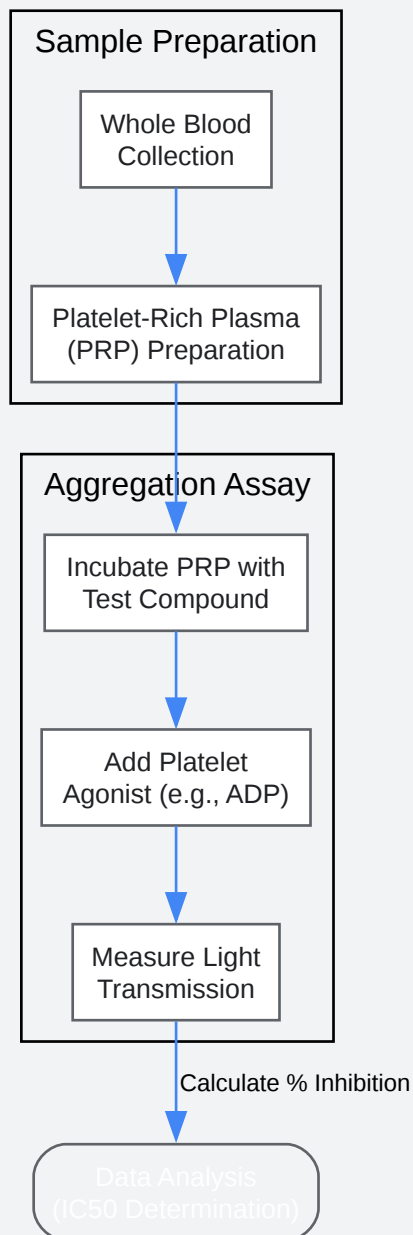 Sample Preparation
Whole Blood
Collection
Platelet-Rich Plasma
(PRP) Preparation
Aggregation Assay
Incubate PRP with
Test Compound
Add Platelet
Agonist (e.g., ADP)
Measure Light
Transmission
Calculate % Inhibition
Data Analysis
(IC50 Determination)